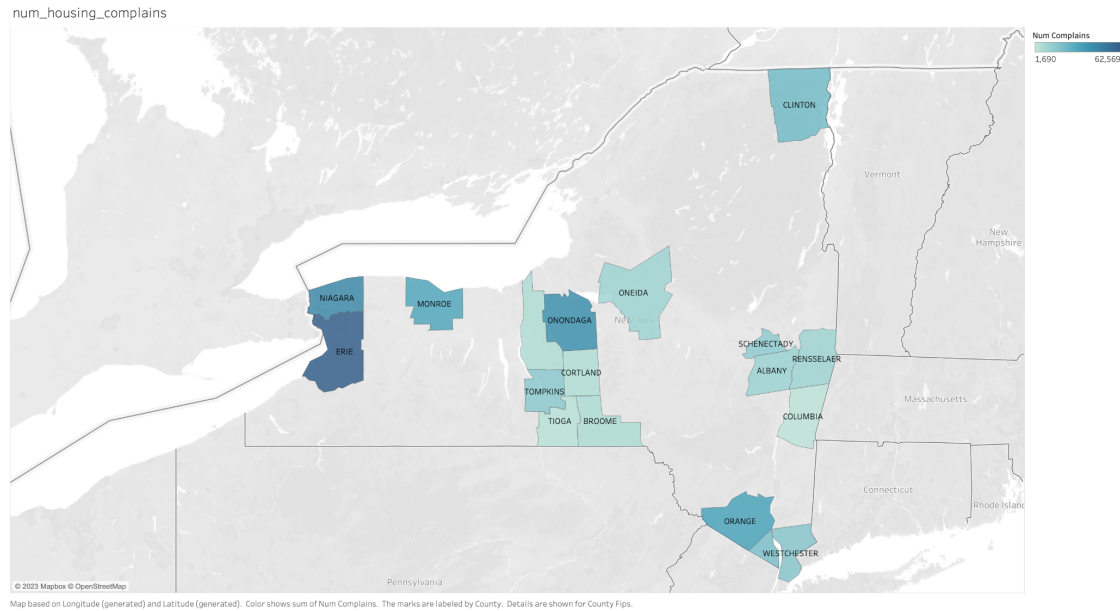 num_housing_complains
Num Complains
1,690 62,569
CLINTON
Vermont
New
Hampshire
NIAGARA
MONROE
ONEIDA
ONONDAGA
ERIE
SCHENECTADY
RENSSELAER
ALBANY
CORTLAND
TOMPKINS
Massachusetts
COLUMBIA
TIOGA
BROOME
Connecticut
Rhode Island
ORANGE
WESTCHESTER
Pennsylvania
© 2023 Mapbox © OpenStreetMap
Map based on Longitude (generated) and Latitude (generated). Color shows sum of Num Complains. The marks are labeled by County. Details are shown for County Fips.